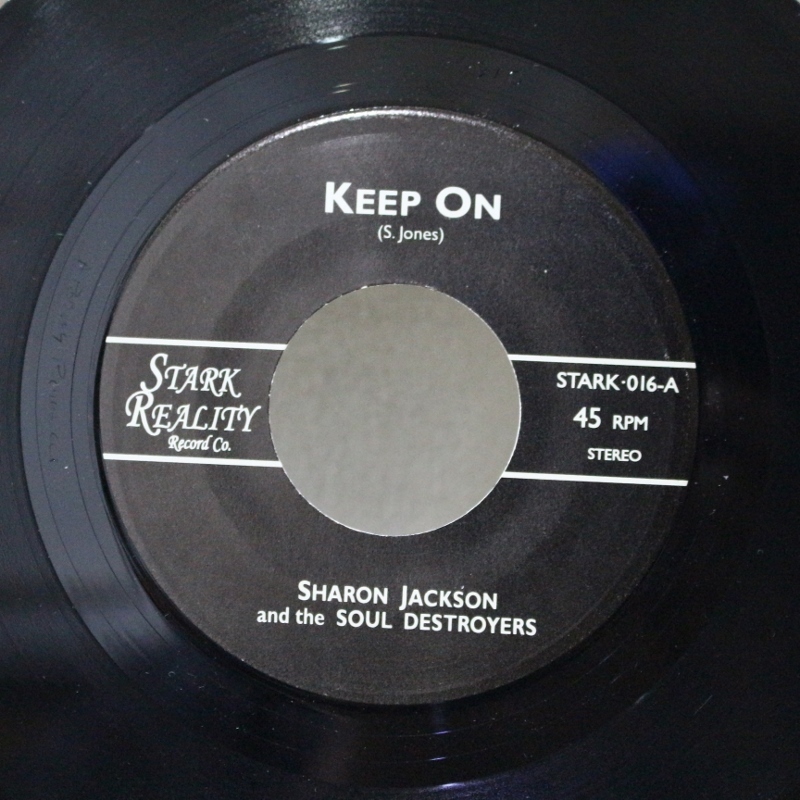 KEEP ON
(S. Jones)
STARK
REALITY
Record Co.
STARK·016-A
45 RPM
STEREO
SHARON JACKSON
and the SOUL DESTROYERS